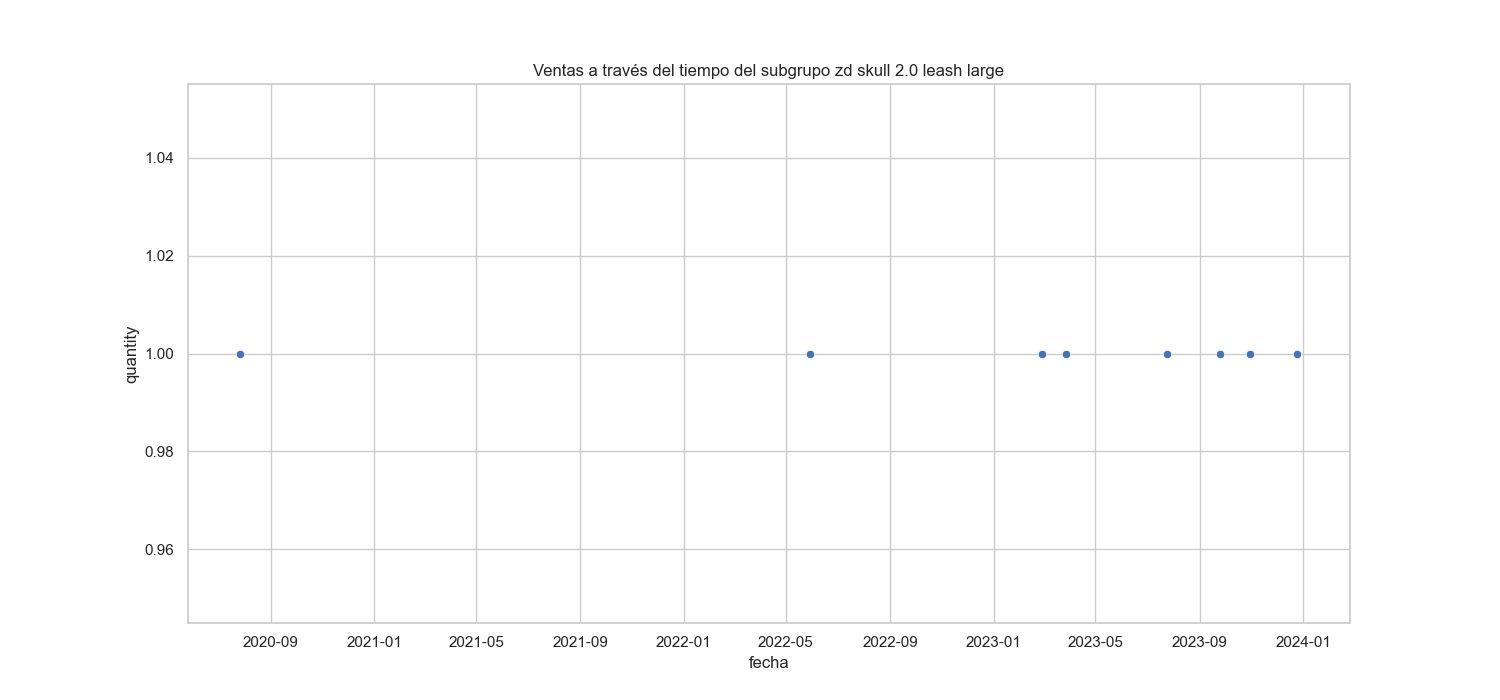 Ventas a través del tiempo del subgrupo zd skull 2.0 leash large
quantity
1.04
1.02
1.00
0.98
0.96
2020-09 2021-01 2021-05 2021-09 2022-01 2022-05 2022-09 2023-01 2023-05 2023-09 2024-01
fecha